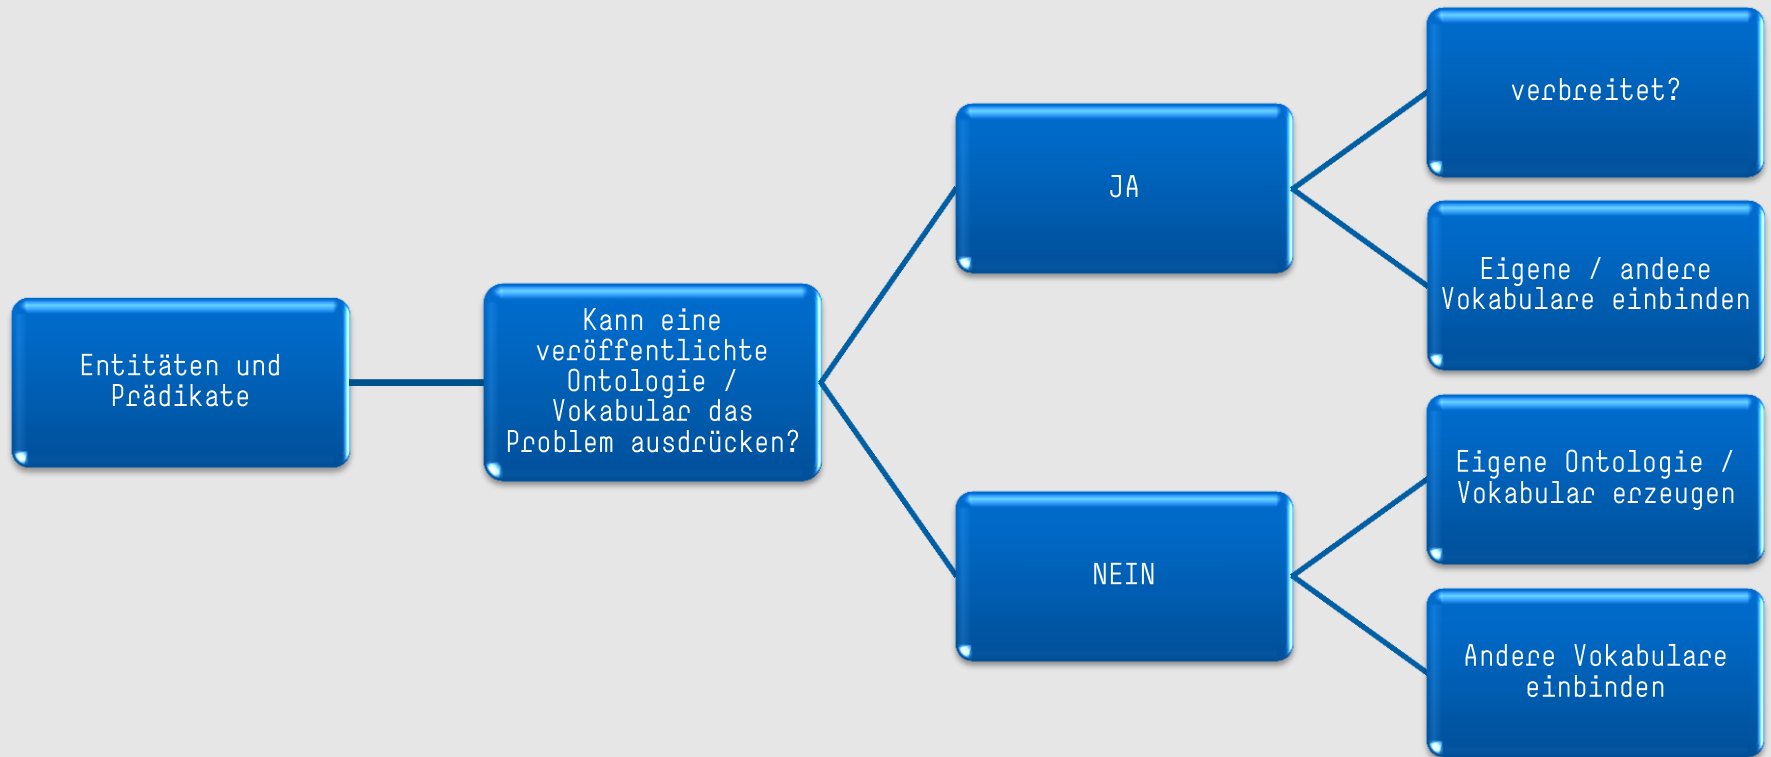 Entitäten und
Prädikate
Kann eine
veröffentlichte
Ontologie /
Vokabular das
Problem ausdrücken?
JA
verbreitet?
Eigene / andere
Vokabulare einbinden
NEIN
Eigene Ontologie /
Vokabular erzeugen
Andere Vokabulare
einbinden